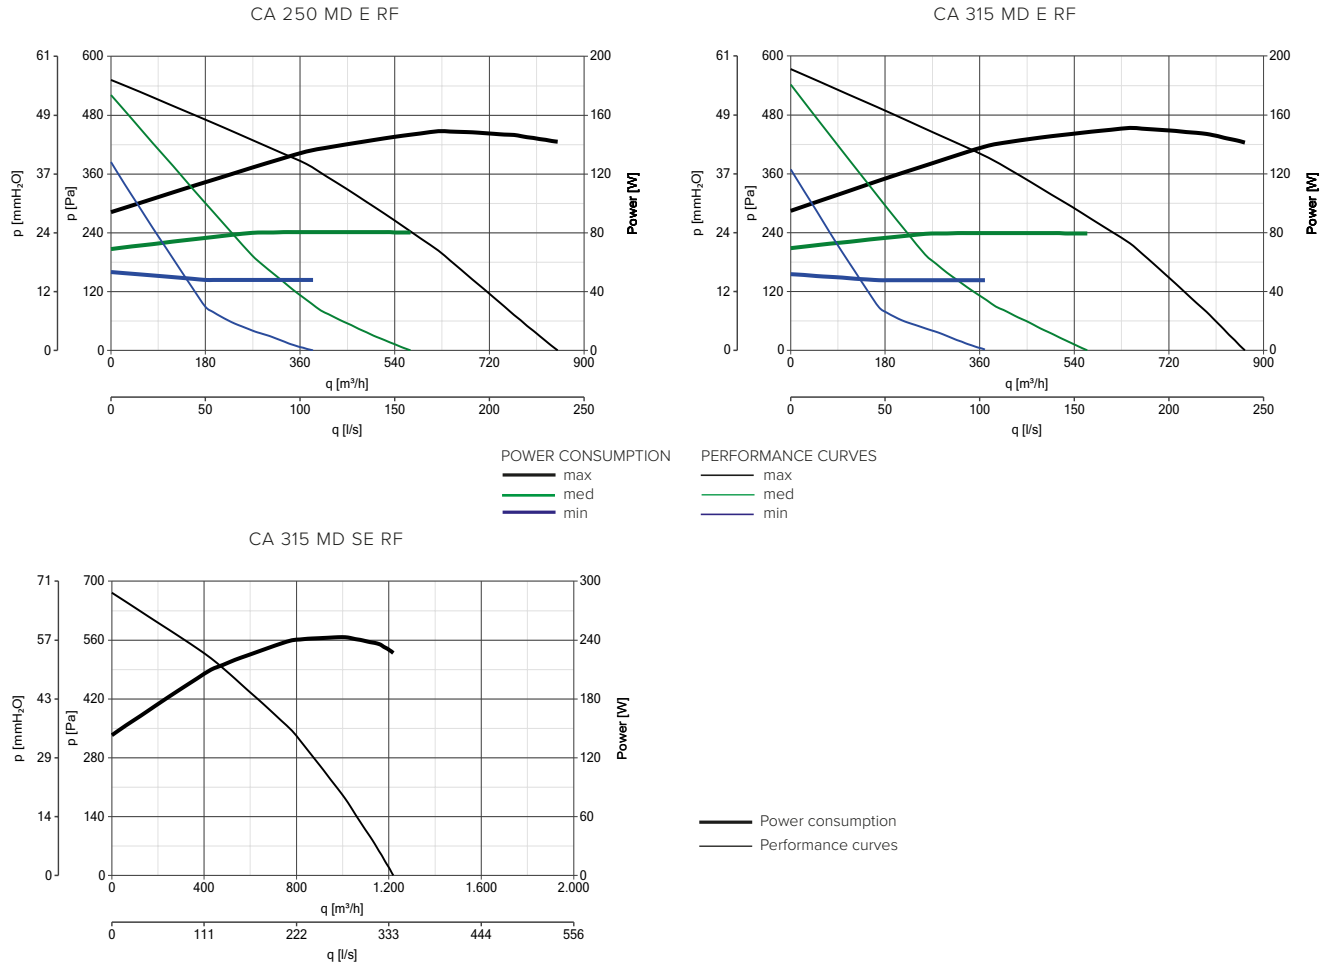 CA 250 MD E RF
61
49
37
24
12
0
p [mmH₂O]
600
480
360
240
120
0
p [Pa]
200
160
120
80
40
0
Power [W]
0 180 360 540 720 900
q [m³/h]
0 50 100 150 200 250
q [l/s]
CA 315 MD E RF
61
49
37
24
12
0
p [mmH₂O]
600
480
360
240
120
0
p [Pa]
200
160
120
80
40
0
Power [W]
0 180 360 540 720 900
q [m³/h]
0 50 100 150 200 250
q [l/s]
POWER CONSUMPTION
max
med
min
PERFORMANCE CURVES
max
med
min
CA 315 MD SE RF
71
57
43
29
14
0
p [mmH₂O]
700
560
420
280
140
0
p [Pa]
300
240
180
120
60
0
Power [W]
0 400 800 1.200 1.600 2.000
q [m³/h]
0 111 222 333 444 556
q [l/s]
Power consumption
Performance curves